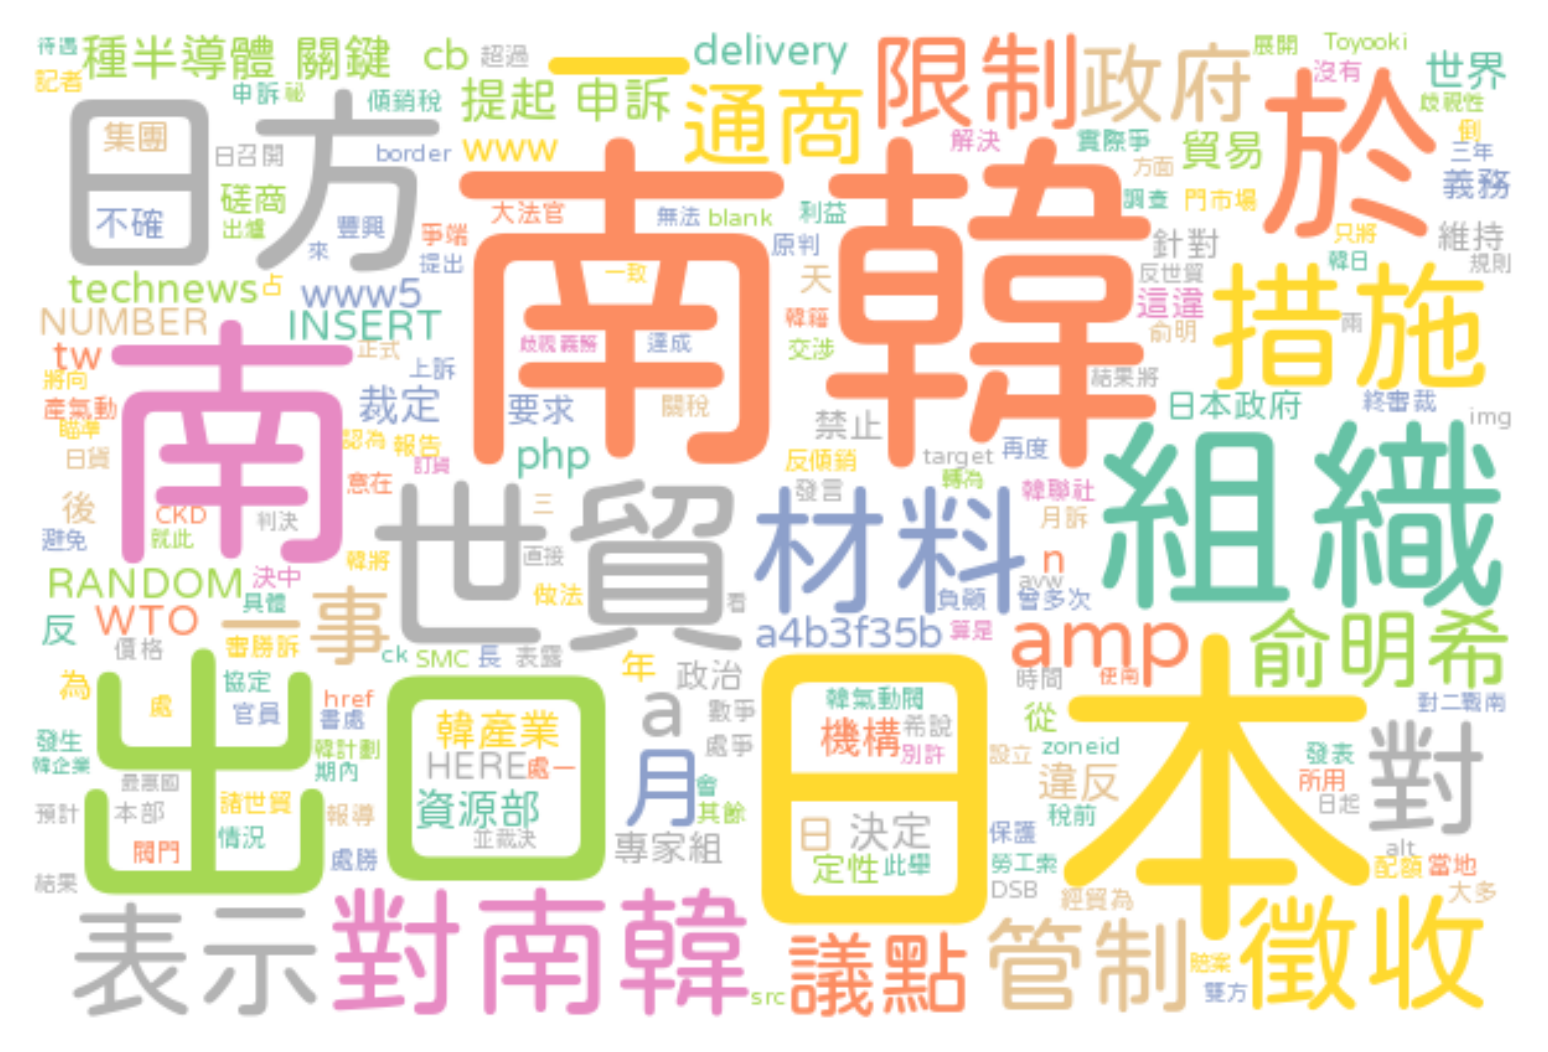 待遇 種半導體 關鍵 cb 超過 一 delivery 限制 政府 展開 Toyooki
記者 申訴 祕 傾銷稅 提起 申訴 通商 沒有 世界
日方 集團 日召開 border www 解決 實際爭 貿易 於 歧視性
方面 倒 三年
磋商 不確 出爐 豐興 來 爭端 提出 大法官 無法 blank 利益 原判 調查 門市場 義務
南韓 一致 天 針對 反世貿 只將 韓日 維持 規則
technews 占 www5 韓籍 這違 措施 兩
NUMBER INSERT 歧視義務 達成 交涉 俞明
tw 南 正式 上訴 結果將
將向 產氣動 裁定 要求 關稅 禁止 日本政府 終審裁 img
瞄準 認為 報告 php target 再度
日貨 訂貨 反傾銷 轉為 組織
後 CKD 意在 世貿 三 發言 材料 韓聯社 月訴
避免 就此 判決 韓將 直接 n
RANDOM 決中 做法 看 avw 負額 曾多次
WTO 具體 一 事
反 價格 審勝訴 ck SMC 長 表露 a4b3f35b 算是 amp 俞明希
為 協定 年 政治 時間 使南
出口 處 官員 href 書處 韓產業 a 數爭 日本 韓氣動閥 從 對二戰南
發生 韓企業 韓計劃 期內 HERE 處一 處爭 機構 希說 別許 設立 zoneid 發表 對
最惠國 月 會 違反 所用
預計 本部 諸世貿 報導 資源部 其餘 稅前 日起
閥門 情況 並裁決 專家組 日 決定 保護 alt
結果 處勝 定性 此舉 勞工索 配額 當地
DSB 經貿為 大多
表示 對南韓 src 議點 管制 賠案 雙方 徵收